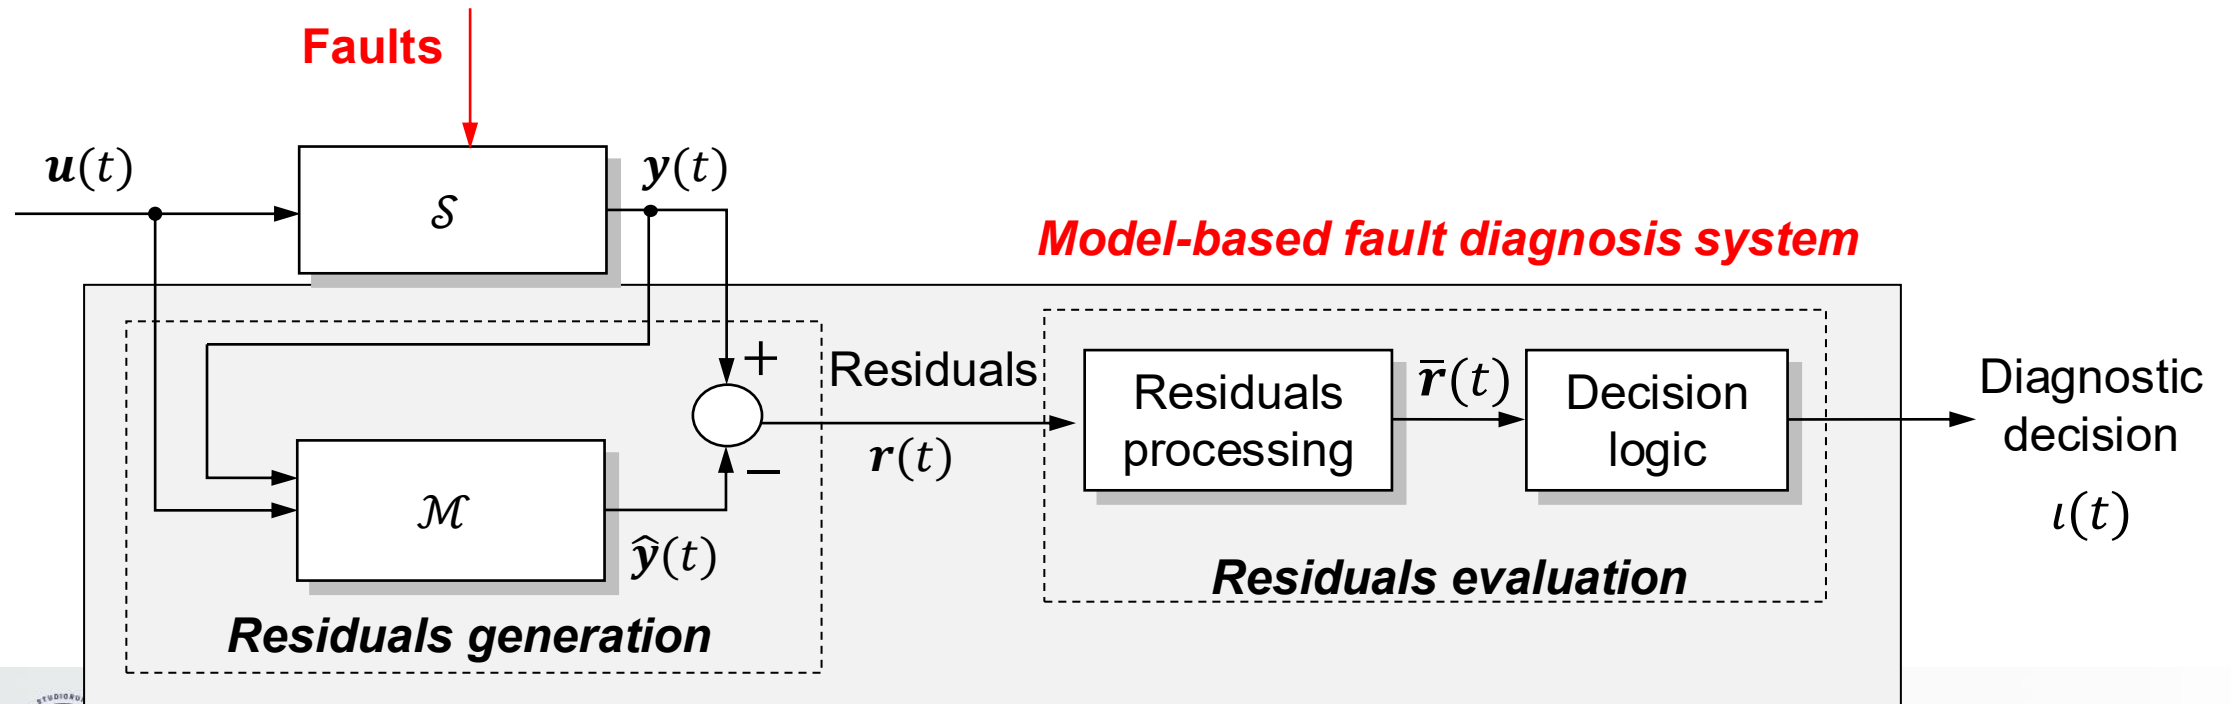 Faults
u(t)
𝒮
y(t)
Model-based fault diagnosis system
+
−
Residuals
r(t)
ℳ
ŷ(t)
Residuals generation
Residuals
processing
r̅(t)
Decision
logic
Residuals evaluation
Diagnostic
decision
ι(t)